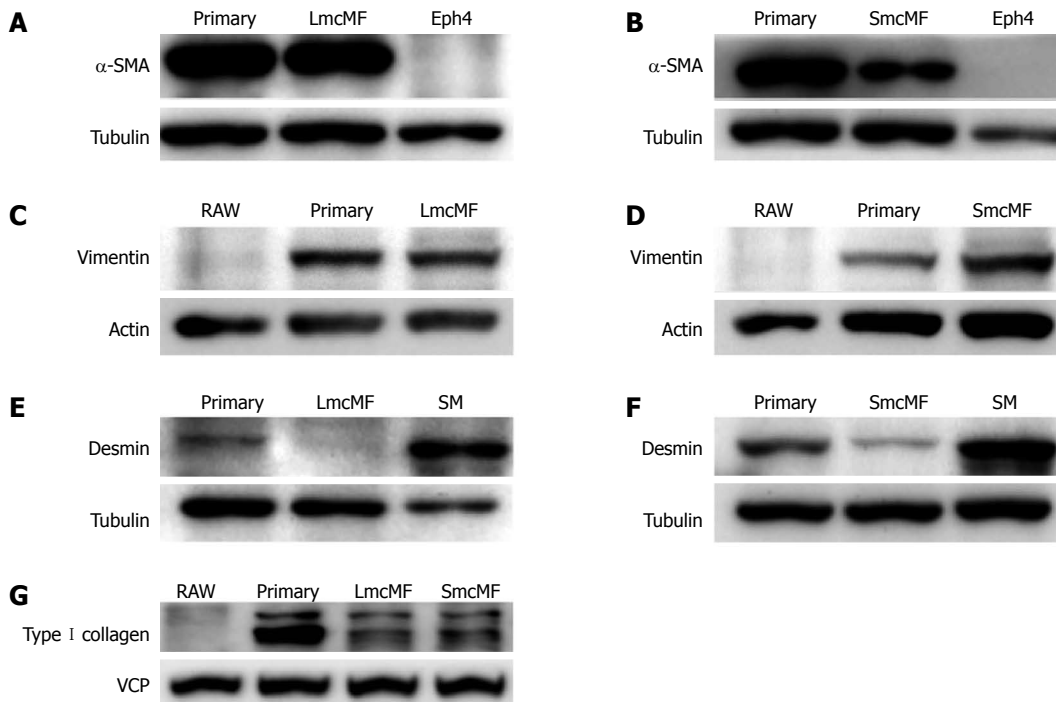 A
Primary LmcMF Eph4
α-SMA
Tubulin
B
Primary SmcMF Eph4
α-SMA
Tubulin
C
RAW Primary LmcMF
Vimentin
Actin
D
RAW Primary SmcMF
Vimentin
Actin
E
Primary LmcMF SM
Desmin
Tubulin
F
Primary SmcMF SM
Desmin
Tubulin
G
RAW Primary LmcMF SmcMF
Type I collagen
VCP